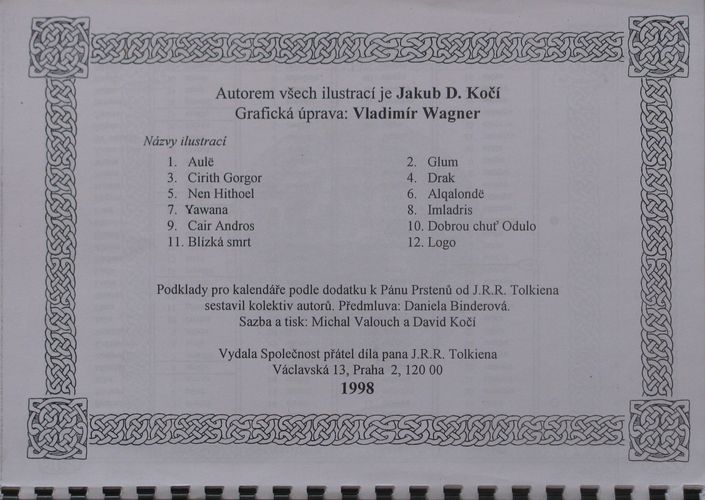 Autorem všech ilustrací je Jakub D. Kočí
Grafická úprava: Vladimír Wagner
Názvy ilustrací
1. Aulë 2. Glum
3. Cirith Gorgor 4. Drak
5. Nen Hithoel 6. Alqalondë
7. Yawana 8. Imladris
9. Cair Andros 10. Dobrou chuť Odulo
11. Blízká smrt 12. Logo
Podklady pro kalendáře podle dodatku k Pánu Prstenů od J.R.R. Tolkiena
sestavil kolektiv autorů. Předmluva: Daniela Binderová.
Sazba a tisk: Michal Valouch a David Kočí
Vydala Společnost přátel díla pana J.R.R. Tolkiena
Václavská 13, Praha 2, 120 00
1998